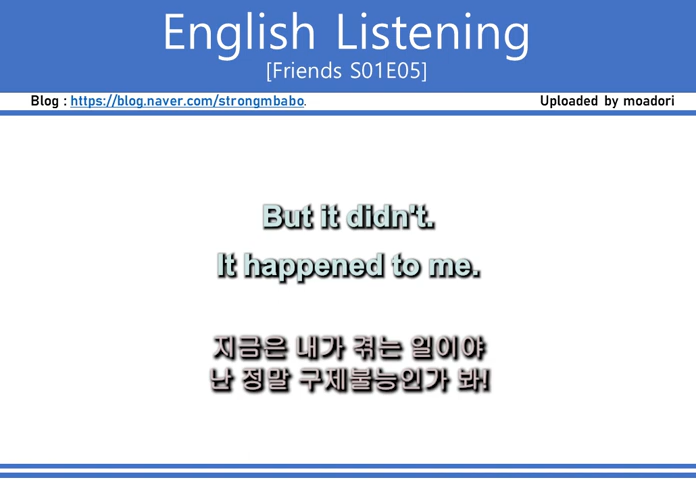 English Listening
[Friends S01E05]
Blog : https://blog.naver.com/strongmbabo.
Uploaded by moadori
But it didn't.
It happened to me.
지금은 내가 겪는 일이야
난 정말 구제불능인가 봐!